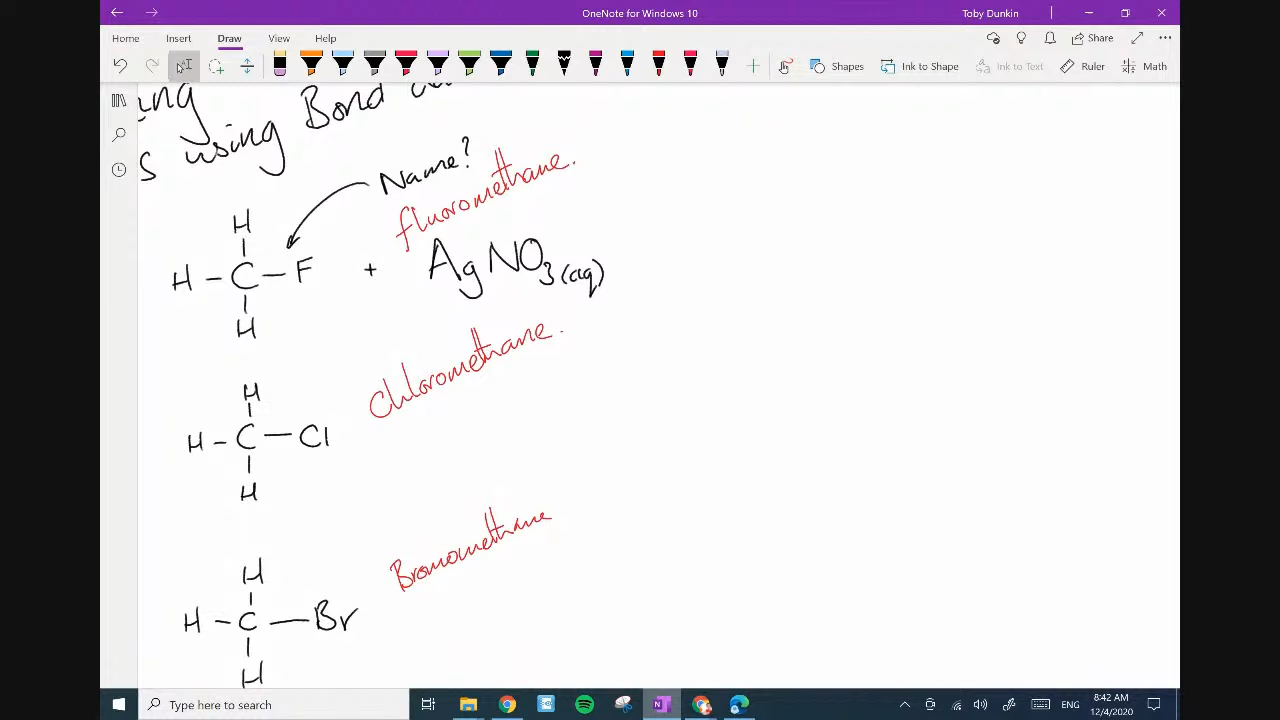 OneNote for Windows 10
Toby Dunkin
Home Insert Draw View Help
Share
Shapes
Ink to Shape
Ink to Text
Ruler
Math
s using Bond
Name?
fluoromethane.
H
H - C - F + AgNO3(aq)
H
chloromethane.
H
H - C - Cl
H
Bromomethane
H
H - C - Br
H
Type here to search
8:42 AM
12/4/2020